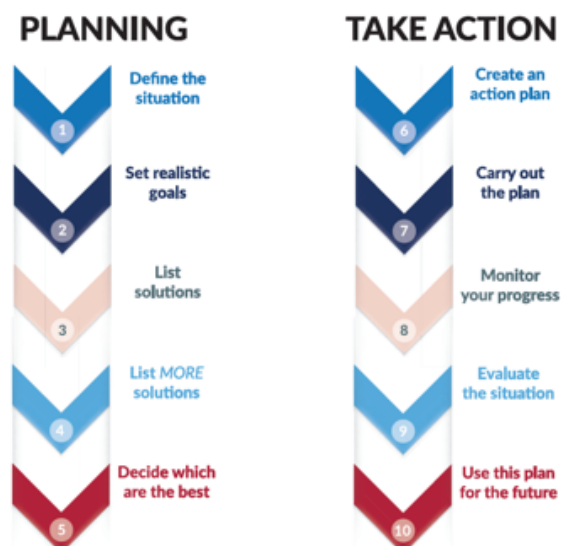 PLANNING
Define the
situation
1
Set realistic
goals
2
List
solutions
3
List MORE
solutions
4
Decide which
are the best
5
TAKE ACTION
Create an
action plan
6
Carry out
the plan
7
Monitor
your progress
8
Evaluate
the situation
9
Use this plan
for the future
10